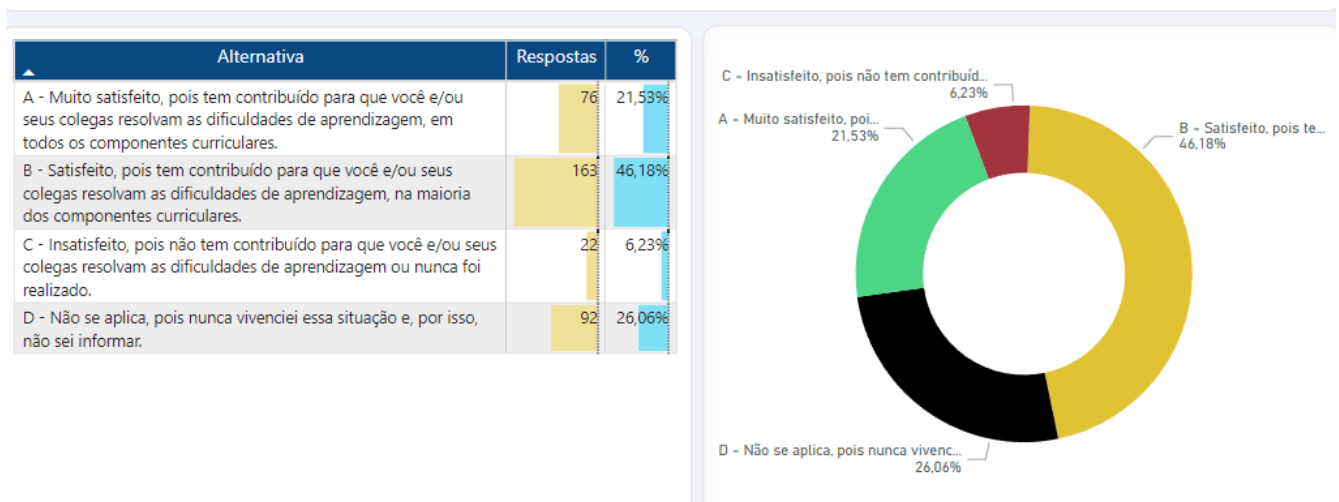 Alternativa Respostas %
A - Muito satisfeito, pois tem contribuído para que você e/ou 76 21,53%
seus colegas resolvam as dificuldades de aprendizagem, em
todos os componentes curriculares.
B - Satisfeito, pois tem contribuído para que você e/ou seus 163 46,18%
colegas resolvam as dificuldades de aprendizagem, na maioria
dos componentes curriculares.
C - Insatisfeito, pois não tem contribuído para que você e/ou seus 22 6,23%
colegas resolvam as dificuldades de aprendizagem ou nunca foi
realizado.
D - Não se aplica, pois nunca vivenciei essa situação e, por isso, 92 26,06%
não sei informar.
C - Insatisfeito, pois não tem contribuíd...
6,23%
A - Muito satisfeito, poi...
21,53%
B - Satisfeito, pois te...
46,18%
D - Não se aplica, pois nunca vivenc...
26,06%